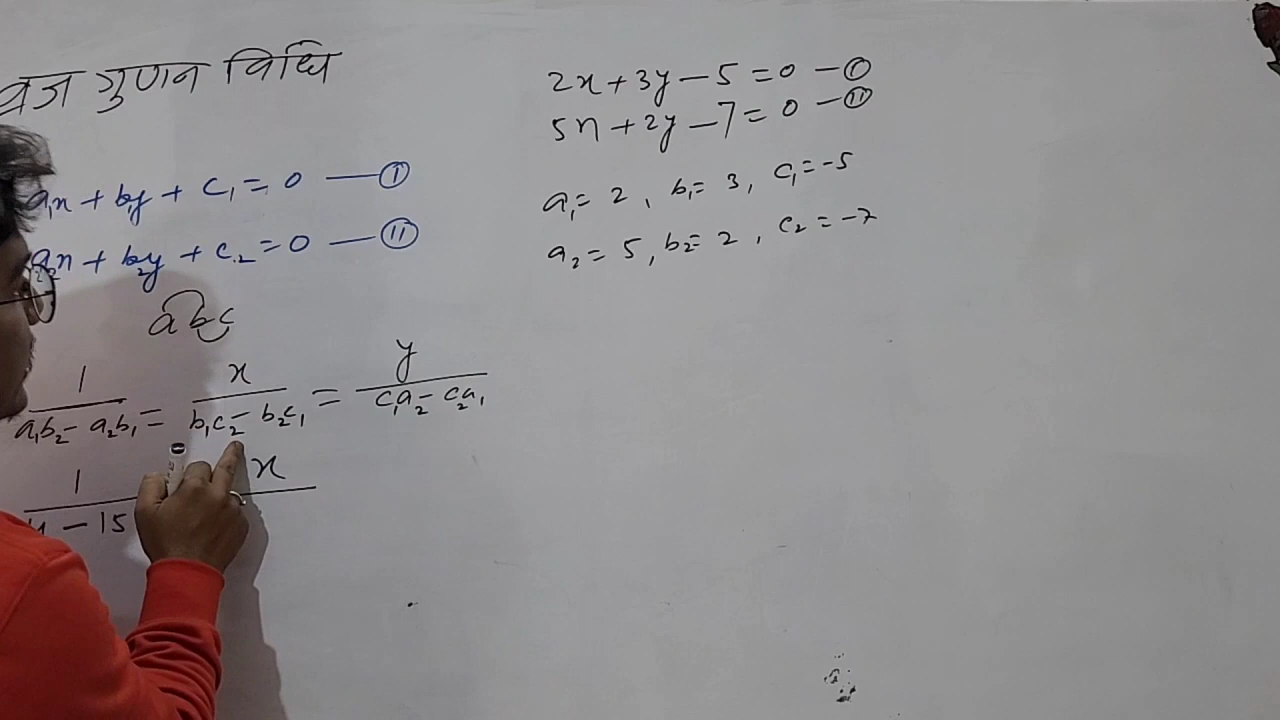 वज्र गुणन विधि
a₁x + b₁y + c₁ = 0 — (I)
a₂x + b₂y + c₂ = 0 — (II)
abc
1/(a₁b₂ - a₂b₁) = x/(b₁c₂ - b₂c₁) = y/(c₁a₂ - c₂a₁)
1/(4 - 15) x
2x + 3y - 5 = 0 - (I)
5x + 2y - 7 = 0 - (II)
a₁ = 2, b₁ = 3, c₁ = -5
a₂ = 5, b₂ = 2, c₂ = -7